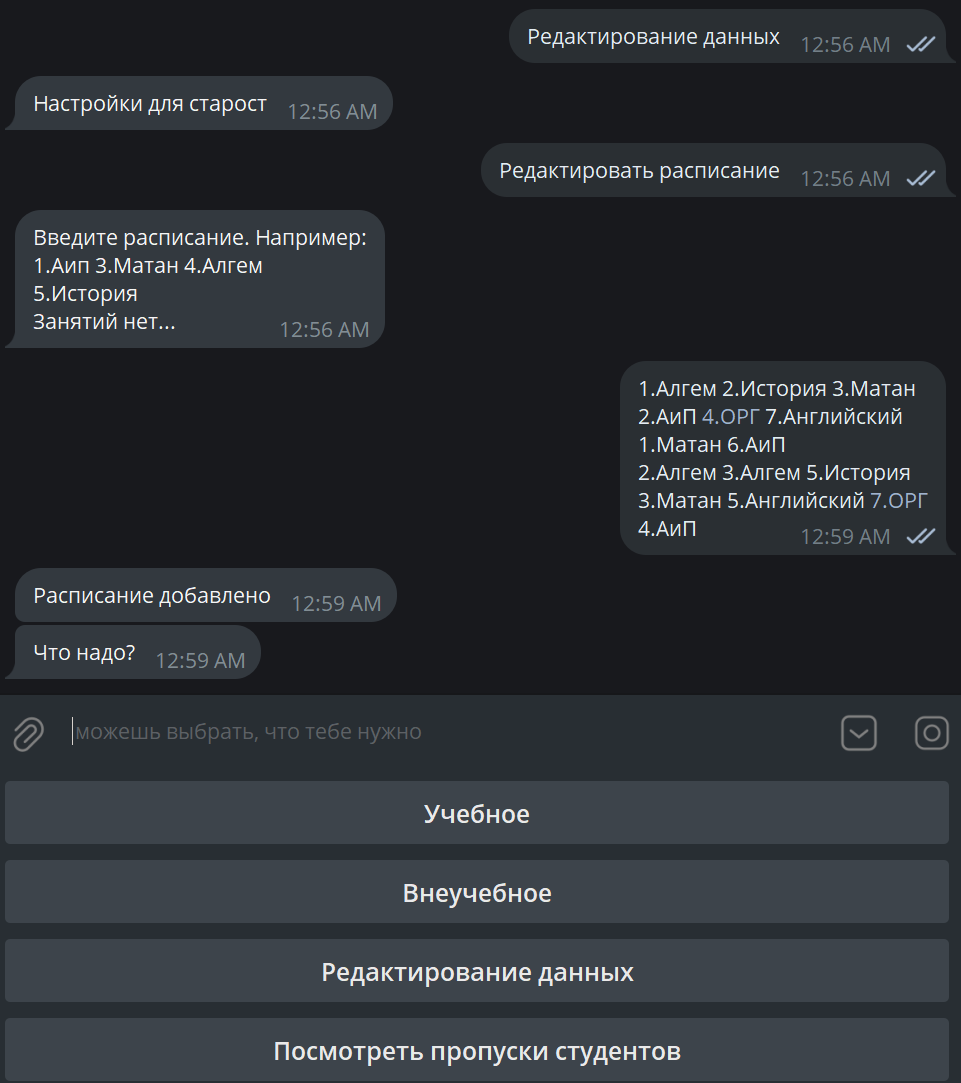 Редактирование данных 12:56 AM
Настройки для старост 12:56 AM
Редактировать расписание 12:56 AM
Введите расписание. Например:
1.Аип 3.Матан 4.Алгем
5.История
Занятий нет... 12:56 AM
1.Алгем 2.История 3.Матан
2.АиП 4.ОРГ 7.Английский
1.Матан 6.АиП
2.Алгем 3.Алгем 5.История
3.Матан 5.Английский 7.ОРГ
4.АиП 12:59 AM
Расписание добавлено 12:59 AM
Что надо? 12:59 AM
можешь выбрать, что тебе нужно
Учебное
Внеучебное
Редактирование данных
Посмотреть пропуски студентов